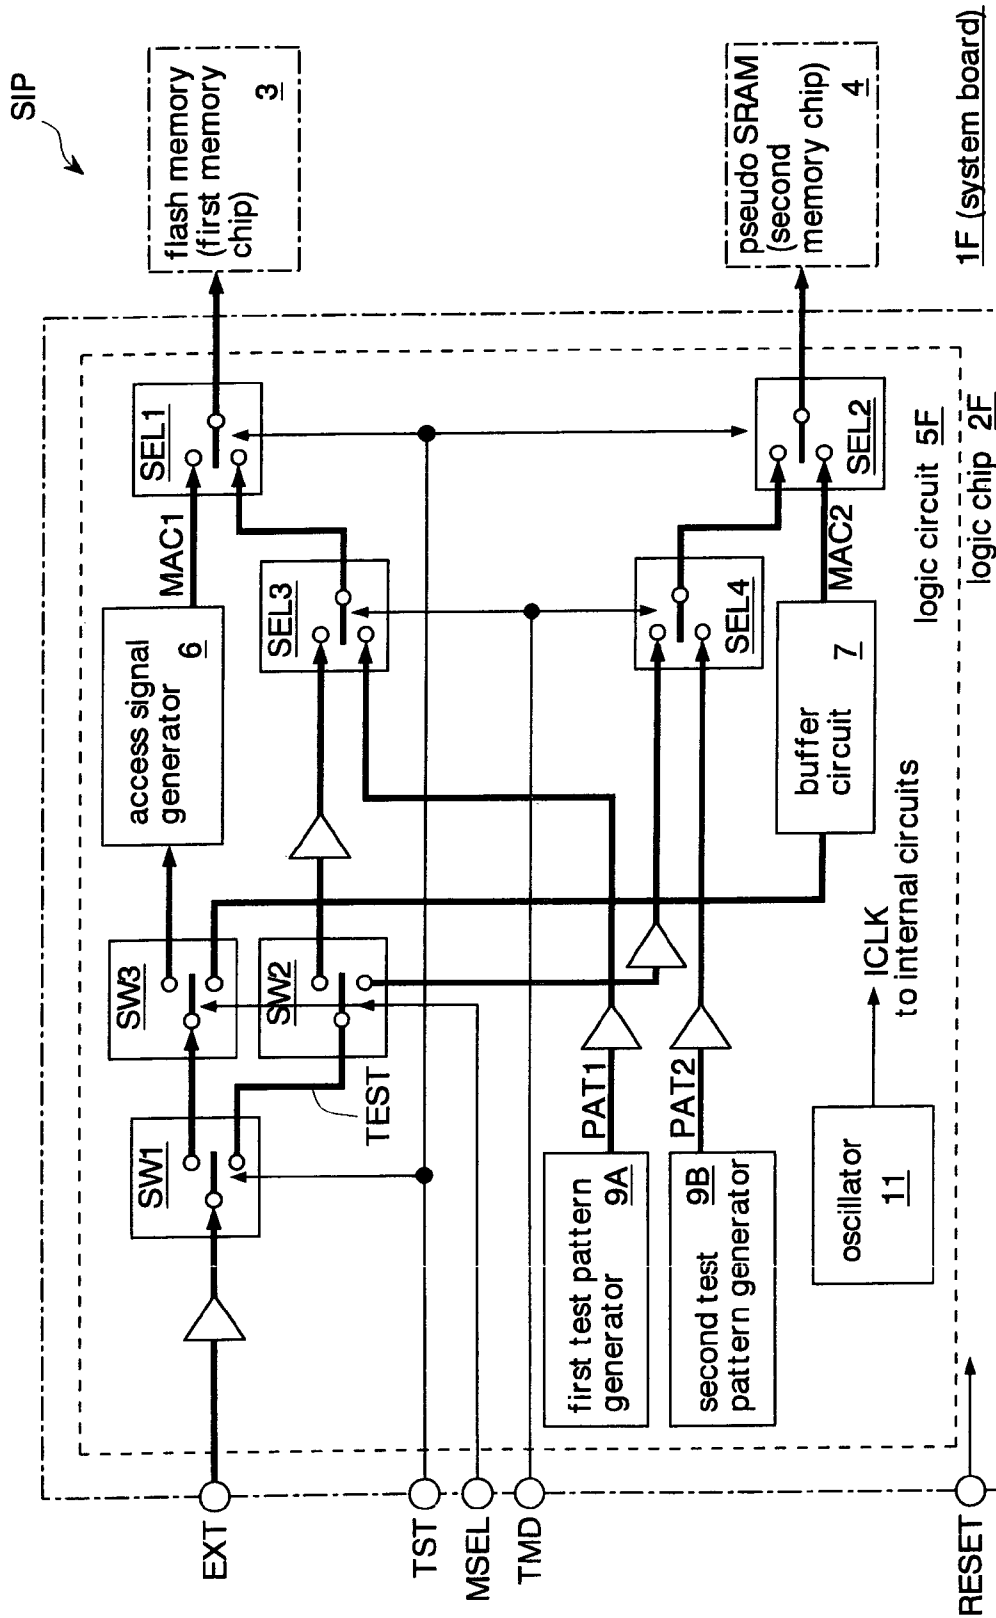 SIP
flash memory
(first memory
chip)
3
pseudo SRAM
(second
memory chip)
4
1F (system board)
SEL1
SEL2
MAC1
MAC2
SEL3
SEL4
access signal
generator
6
buffer
circuit
7
logic circuit 5F
logic chip 2F
SW3
SW2
SW1
TEST
ICLK
to internal circuits
PAT1
PAT2
first test pattern
generator
9A
second test
pattern generator
9B
oscillator
11
EXT
TST
MSEL
TMD
RESET